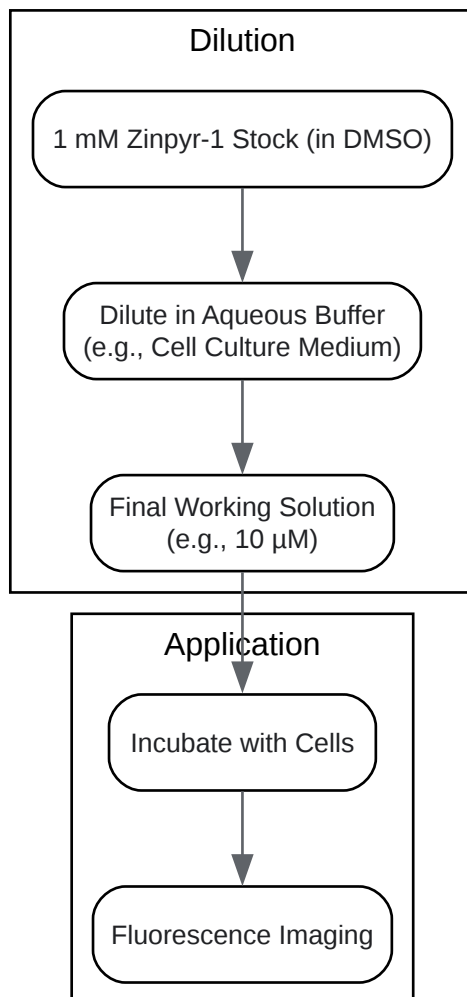 Dilution
1 mM Zinpyr-1 Stock (in DMSO)
Dilute in Aqueous Buffer
(e.g., Cell Culture Medium)
Final Working Solution
(e.g., 10 µM)
Application
Incubate with Cells
Fluorescence Imaging